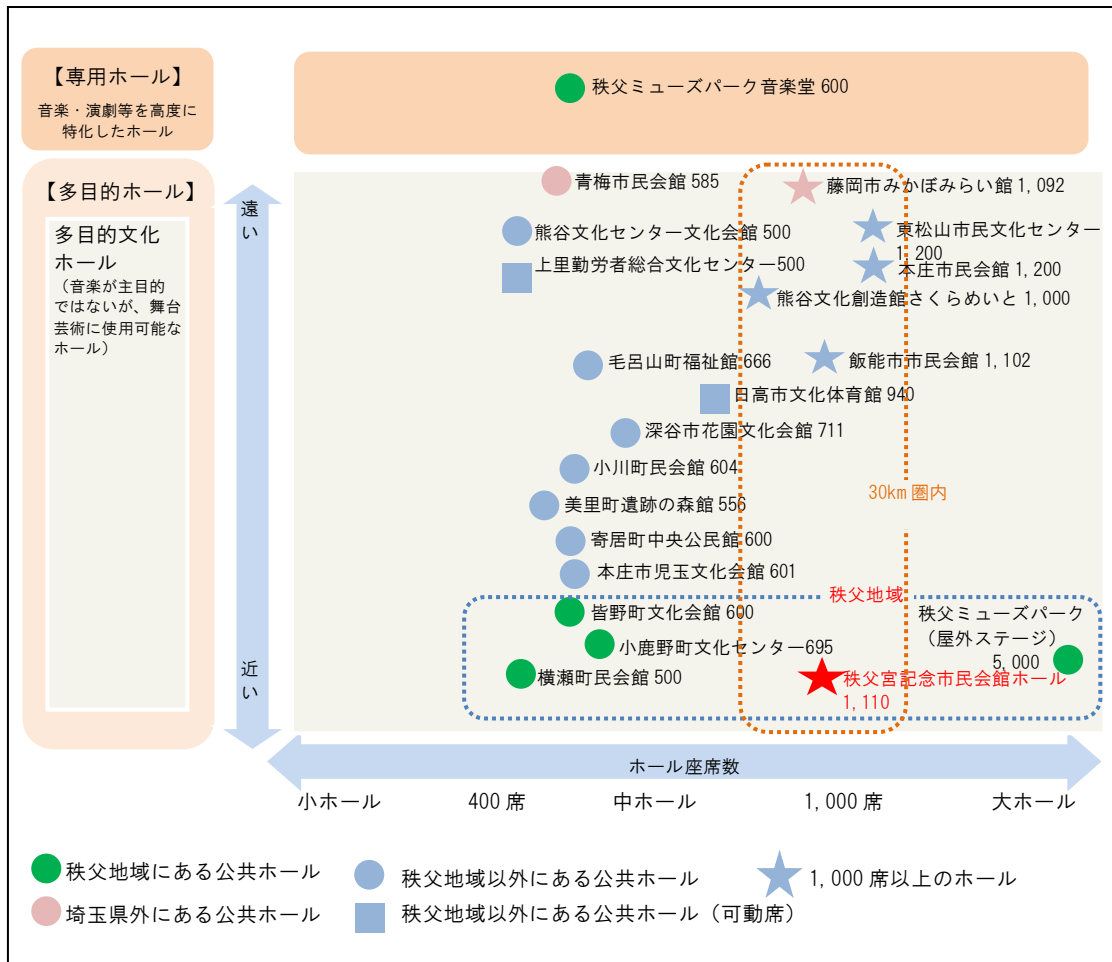 【専用ホール】
音楽・演劇等を高度に
特化したホール
秩父ミューズパーク音楽堂 600
【多目的ホール】
多目的文化
ホール
（音楽が主目的
ではないが、舞台
芸術に使用可能な
ホール）
遠い
近い
青梅市民会館 585
藤岡市みかぼみらい館 1,092
熊谷文化センター文化会館 500
東松山市民文化センター
1,200
上里勤労者総合文化センター500
本庄市民会館 1,200
熊谷文化創造館さくらめいと 1,000
毛呂山町福祉館 666
飯能市市民会館 1,102
日高市文化体育館 940
深谷市花園文化会館 711
小川町民会館 604
30km 圏内
美里町遺跡の森館 556
寄居町中央公民館 600
本庄市児玉文化会館 601
秩父地域
皆野町文化会館 600
秩父ミューズパーク
（屋外ステージ）
5,000
小鹿野町文化センター695
横瀬町民会館 500
秩父宮記念市民会館ホール
1,110
ホール座席数
小ホール 400 席 中ホール 1,000 席 大ホール
秩父地域にある公共ホール
秩父地域以外にある公共ホール
1,000 席以上のホール
埼玉県外にある公共ホール
秩父地域以外にある公共ホール（可動席）